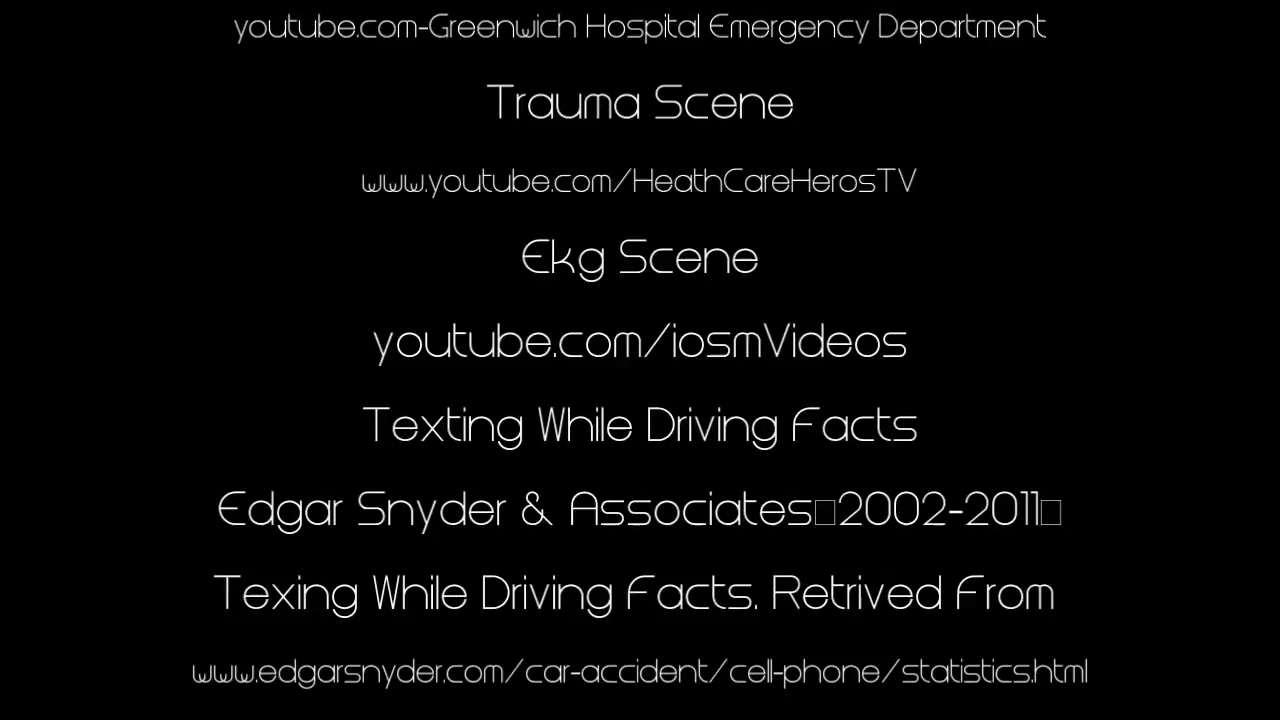 youtube.com-Greenwich Hospital Emergency Department
Trauma Scene
www.youtube.com/HeathCareHerosTV
Ekg Scene
youtube.com/iosmVideos
Texting While Driving Facts
Edgar Snyder & Associates□2002-2011□
Texing While Driving Facts. Retrived From
www.edgarsnyder.com/car-accident/cell-phone/statistics.html